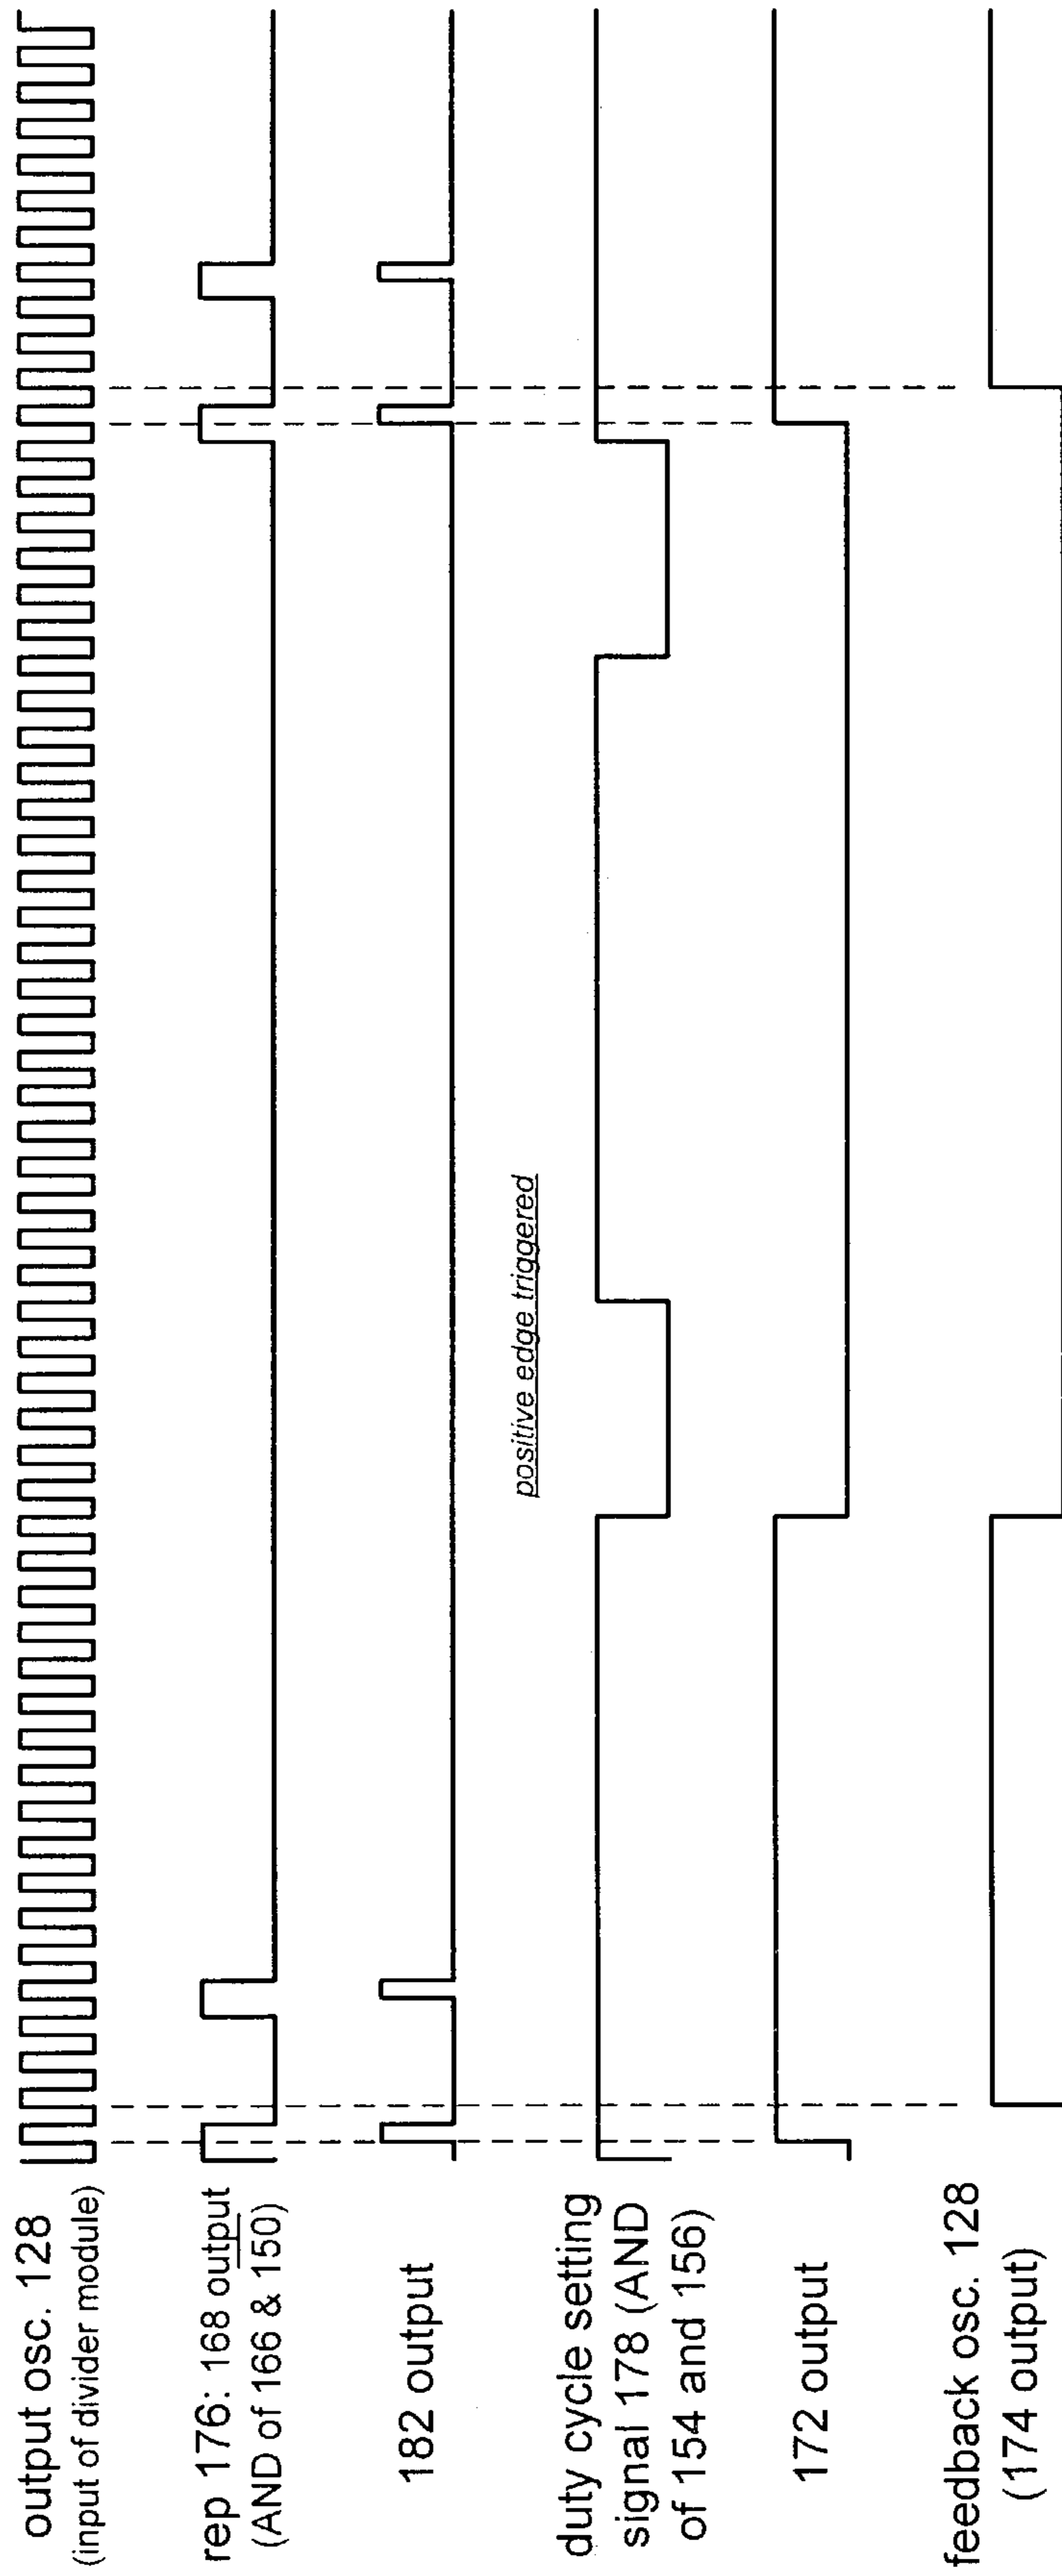 output osc. 128
(input of divider module)
rep 176: 168 output
(AND of 166 & 150)
182 output
positive edge triggered
duty cycle setting
signal 178 (AND
of 154 and 156)
172 output
feedback osc. 128
(174 output)